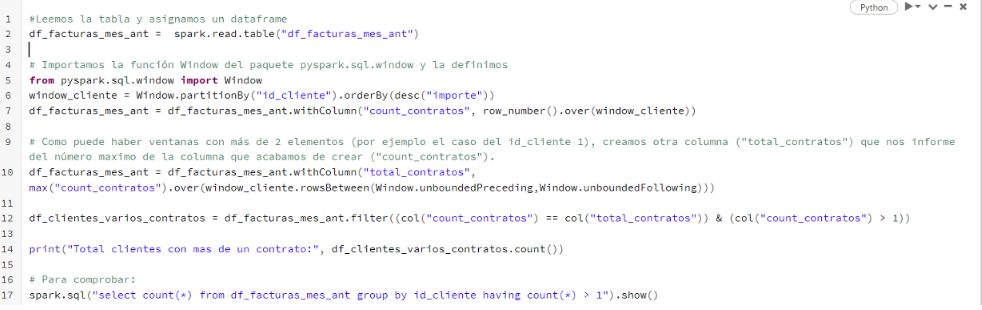 Python
1 #Leemos la tabla y asignamos un dataframe
2 df_facturas_mes_ant =  spark.read.table("df_facturas_mes_ant")
3
4 # Importamos la función Window del paquete pyspark.sql.window y la definimos
5 from pyspark.sql.window import Window
6 window_cliente = Window.partitionBy("id_cliente").orderBy(desc("importe"))
7 df_facturas_mes_ant = df_facturas_mes_ant.withColumn("count_contratos", row_number().over(window_cliente))
8
9 # Como puede haber ventanas con más de 2 elementos (por ejemplo el caso del id_cliente 1), creamos otra columna ("total_contratos") que nos informe
del número maximo de la columna que acabamos de crear ("count_contratos").
10 df_facturas_mes_ant = df_facturas_mes_ant.withColumn("total_contratos",
max("count_contratos").over(window_cliente.rowsBetween(Window.unboundedPreceding,Window.unboundedFollowing)))
11
12 df_clientes_varios_contratos = df_facturas_mes_ant.filter((col("count_contratos") == col("total_contratos")) & (col("count_contratos") > 1))
13
14 print("Total clientes con mas de un contrato:", df_clientes_varios_contratos.count())
15
16 # Para comprobar:
17 spark.sql("select count(*) from df_facturas_mes_ant group by id_cliente having count(*) > 1").show()